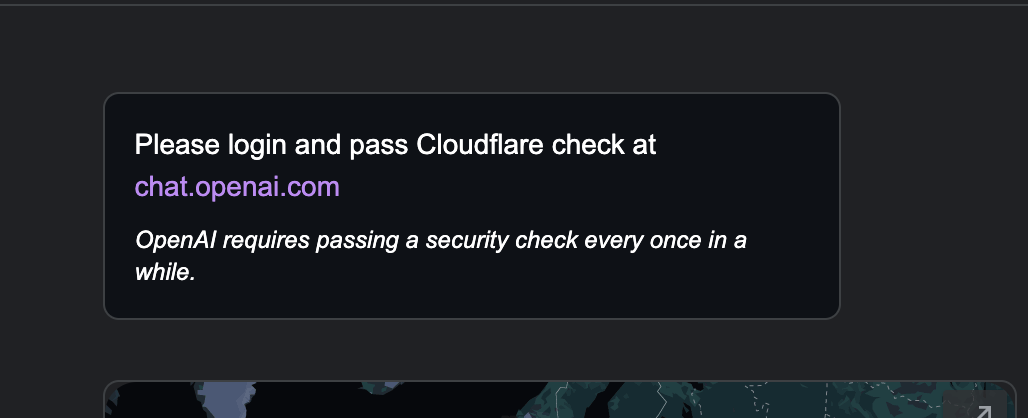 Please login and pass Cloudflare check at
chat.openai.com
OpenAI requires passing a security check every once in a
while.